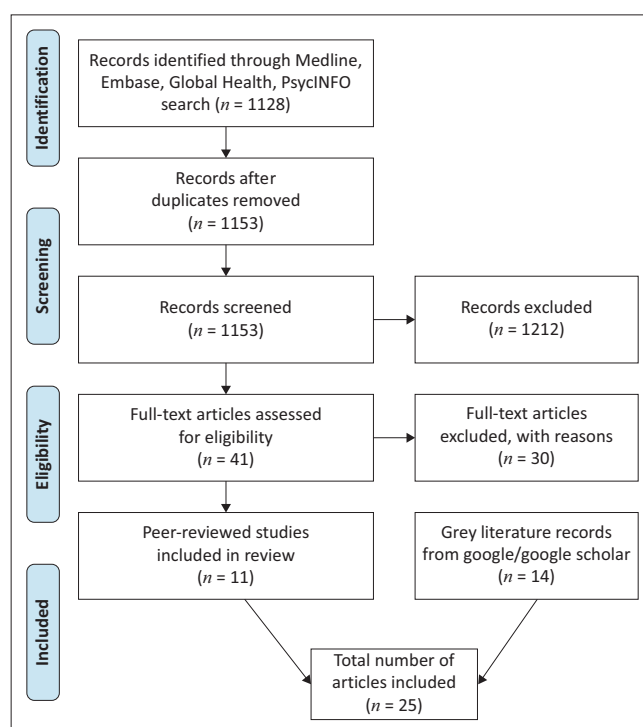 Identification
Records identified through Medline,
Embase, Global Health, PsycINFO
search (n = 1128)
Records after
duplicates removed
(n = 1153)
Screening
Records screened
(n = 1153)
Records excluded
(n = 1212)
Eligibility
Full-text articles assessed
for eligibility
(n = 41)
Full-text articles
excluded, with reasons
(n = 30)
Peer-reviewed studies
included in review
(n = 11)
Grey literature records
from google/google scholar
(n = 14)
Included
Total number of
articles included
(n = 25)